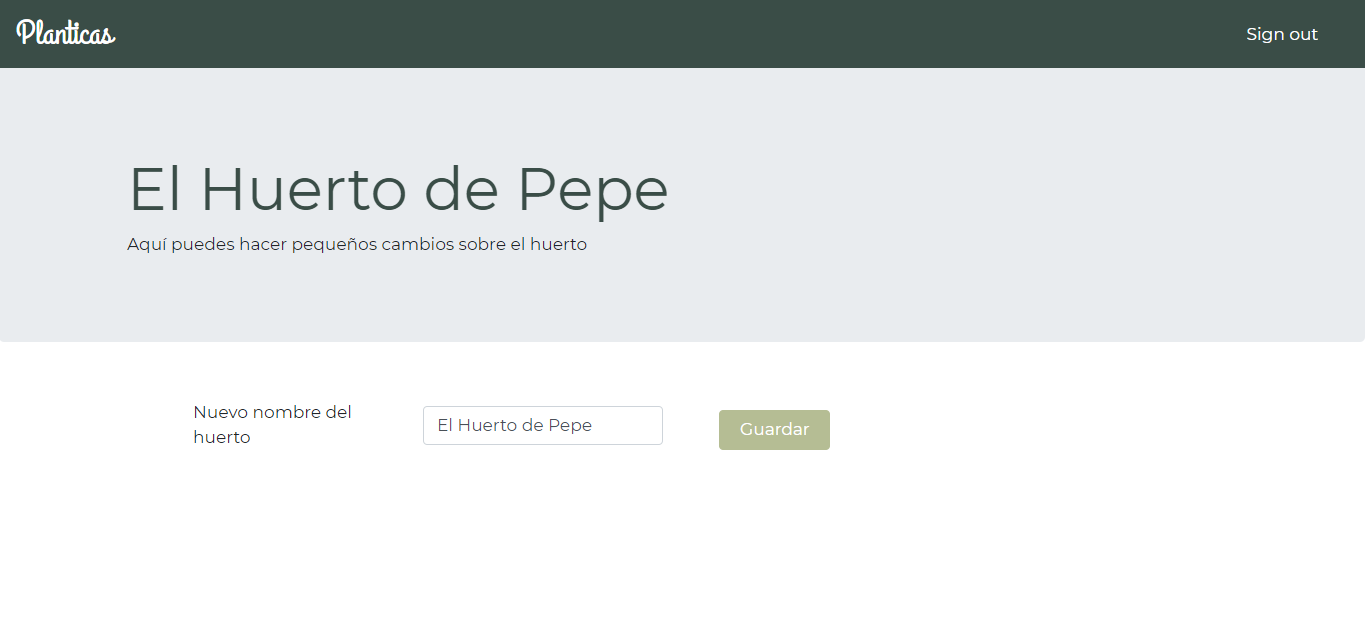 Planticas
Sign out
El Huerto de Pepe
Aquí puedes hacer pequeños cambios sobre el huerto
Nuevo nombre del
huerto
El Huerto de Pepe
Guardar